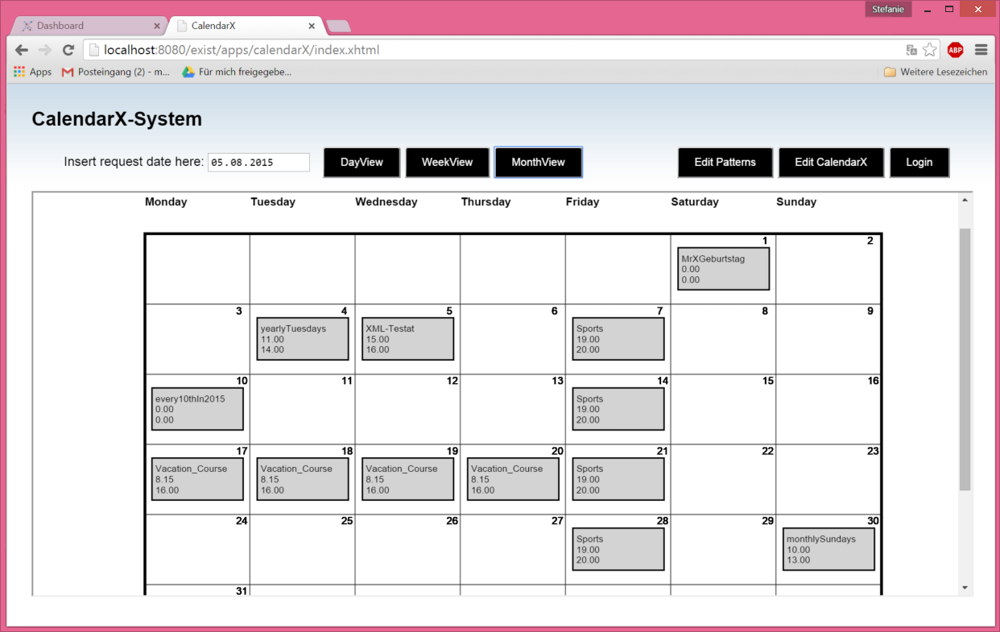 Stefanie
Dashboard
CalendarX
localhost:8080/exist/apps/calendarX/index.xhtml
ABP
Apps
Posteingang (2) - m...
Für mich freigegebe...
Weitere Lesezeichen
CalendarX-System
Insert request date here: 05.08.2015 DayView WeekView MonthView Edit Patterns Edit CalendarX Login
Monday Tuesday Wednesday Thursday Friday Saturday Sunday
1 2
MrXGeburtstag
0.00
0.00
3 4 5 6 7 8 9
yearlyTuesdays XML-Testat Sports
11.00 15.00 19.00
14.00 16.00 20.00
10 11 12 13 14 15 16
every10thIn2015 Sports
0.00 19.00
0.00 20.00
17 18 19 20 21 22 23
Vacation_Course Vacation_Course Vacation_Course Vacation_Course Sports
8.15 8.15 8.15 8.15 19.00
16.00 16.00 16.00 16.00 20.00
24 25 26 27 28 29 30
Sports monthlySundays
19.00 10.00
20.00 13.00
31